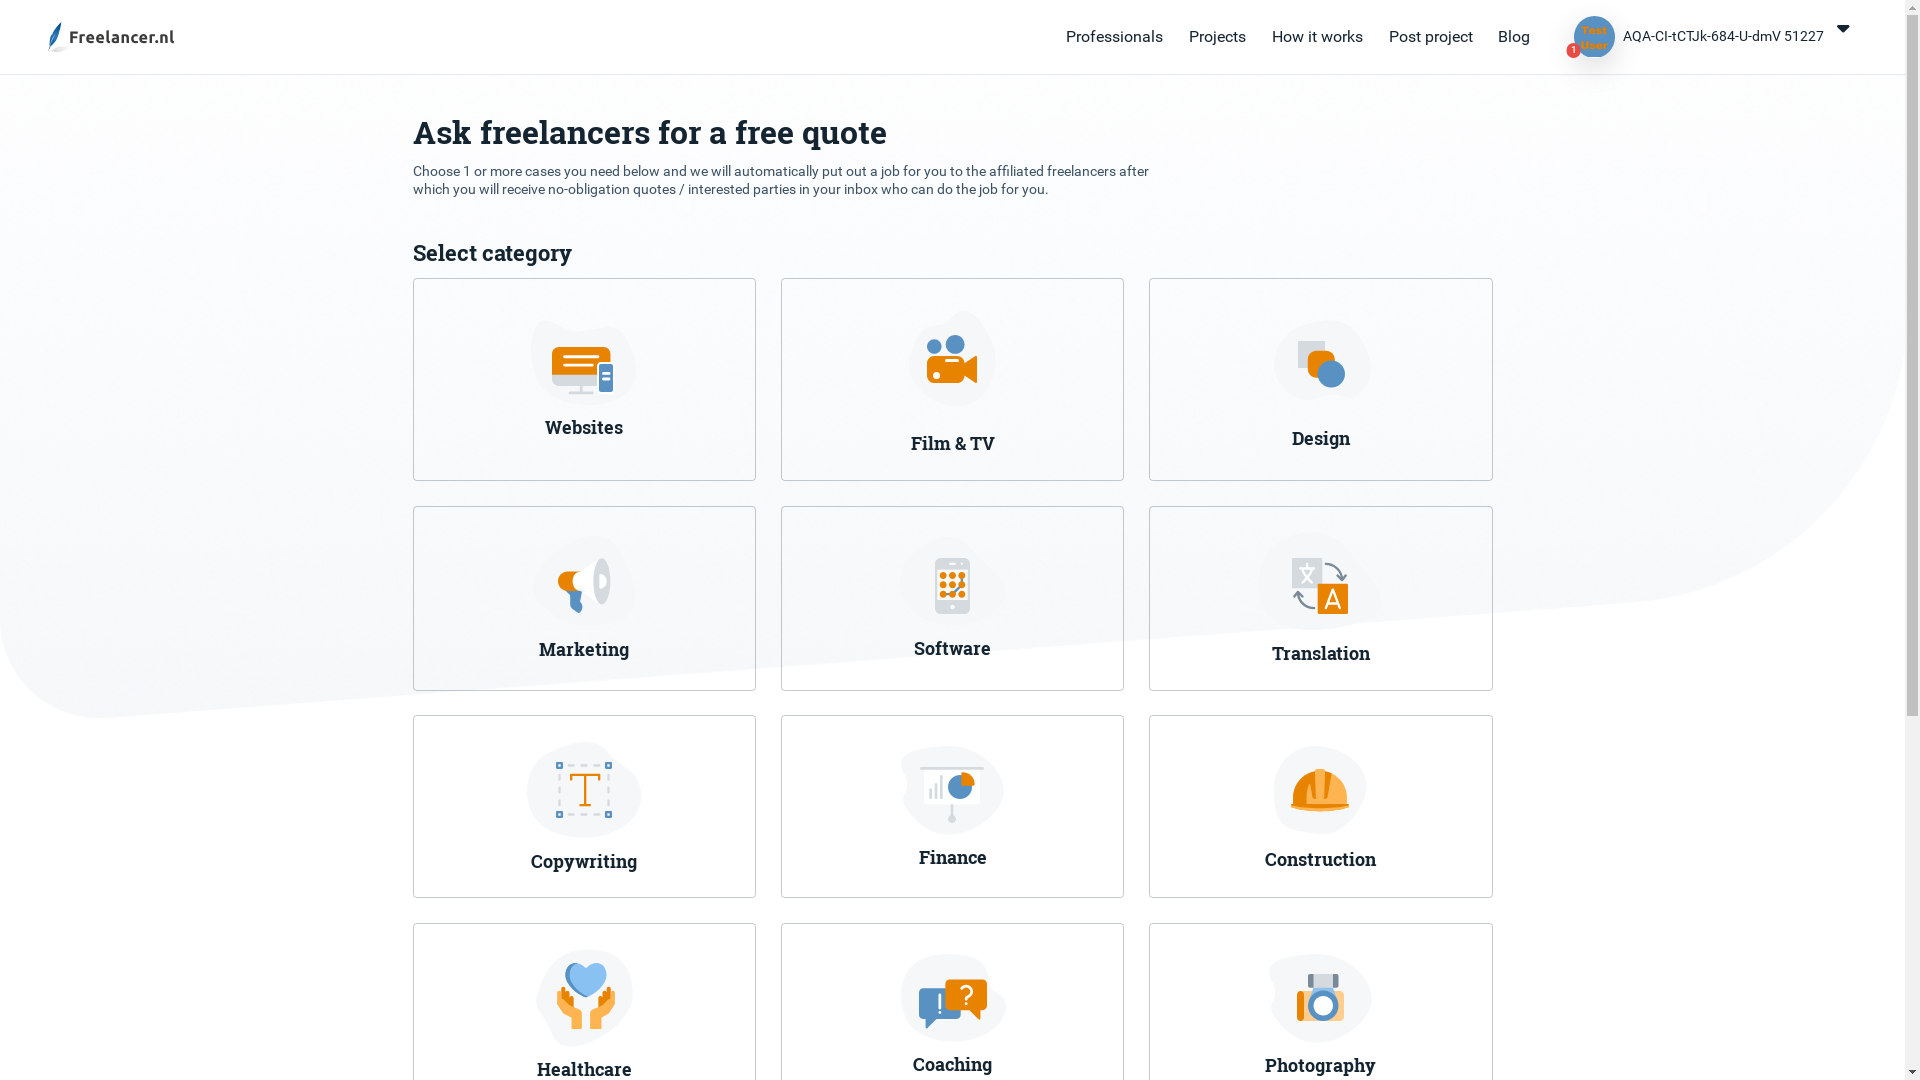 Freelancer.nl
Professionals
Projects
How it works
Post project
Blog
Test
User
1
AQA-CI-tCTJk-684-U-dmV 51227
Ask freelancers for a free quote
Choose 1 or more cases you need below and we will automatically put out a job for you to the affiliated freelancers after
which you will receive no-obligation quotes / interested parties in your inbox who can do the job for you.
Select category
Websites
Film & TV
Design
Marketing
Software
文
A
Translation
T
Copywriting
Finance
Construction
Healthcare
!
?
Coaching
Photography